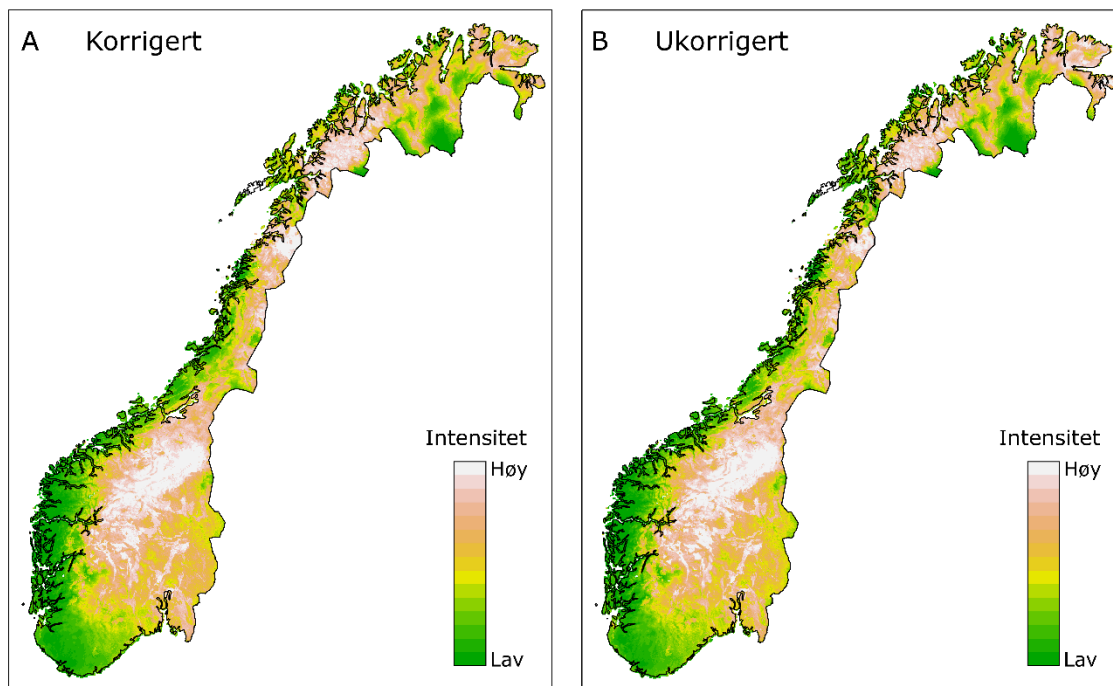 A Korrigert
Intensitet
Høy
Lav
B Ukorrigert
Intensitet
Høy
Lav